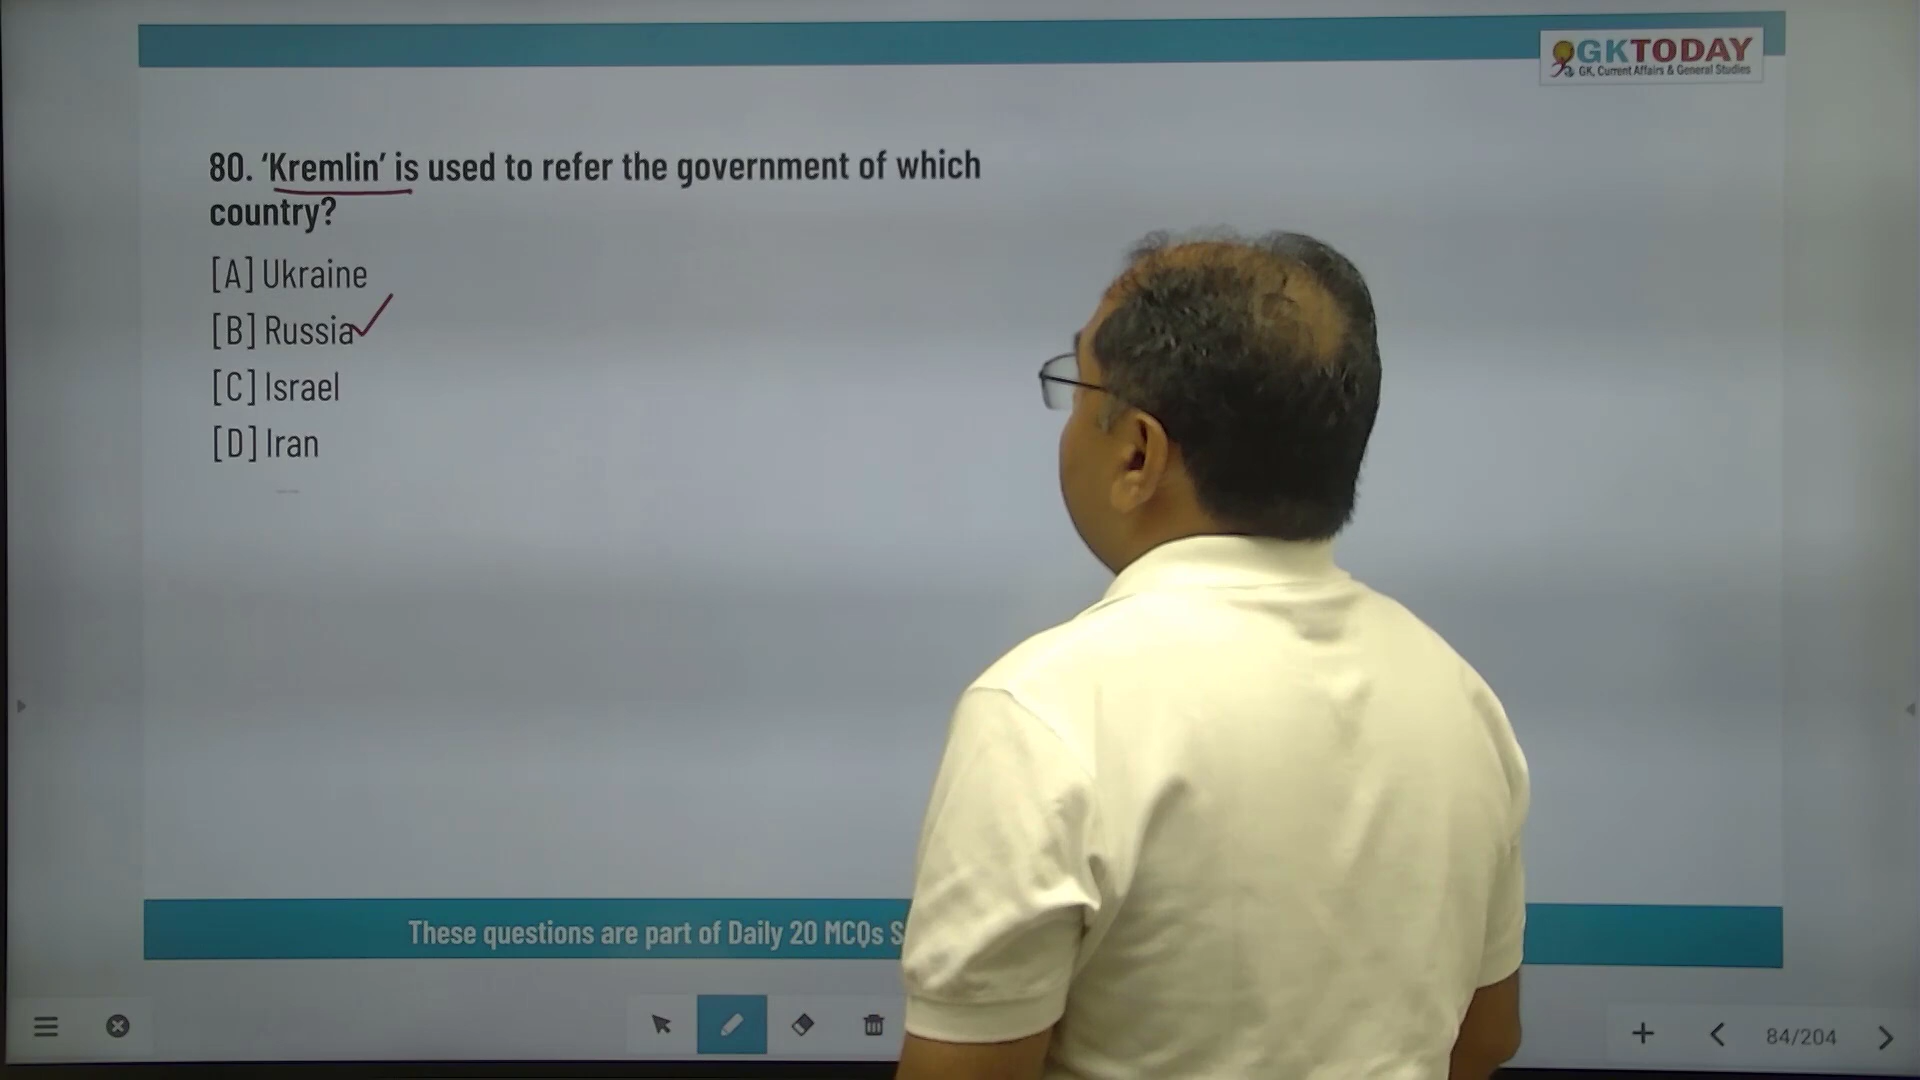 GKTODAY
GK, Current Affairs & General Studies
80. ‘Kremlin’ is used to refer the government of which
country?
[A] Ukraine
[B] Russia
[C] Israel
[D] Iran
These questions are part of Daily 20 MCQs S
84/204